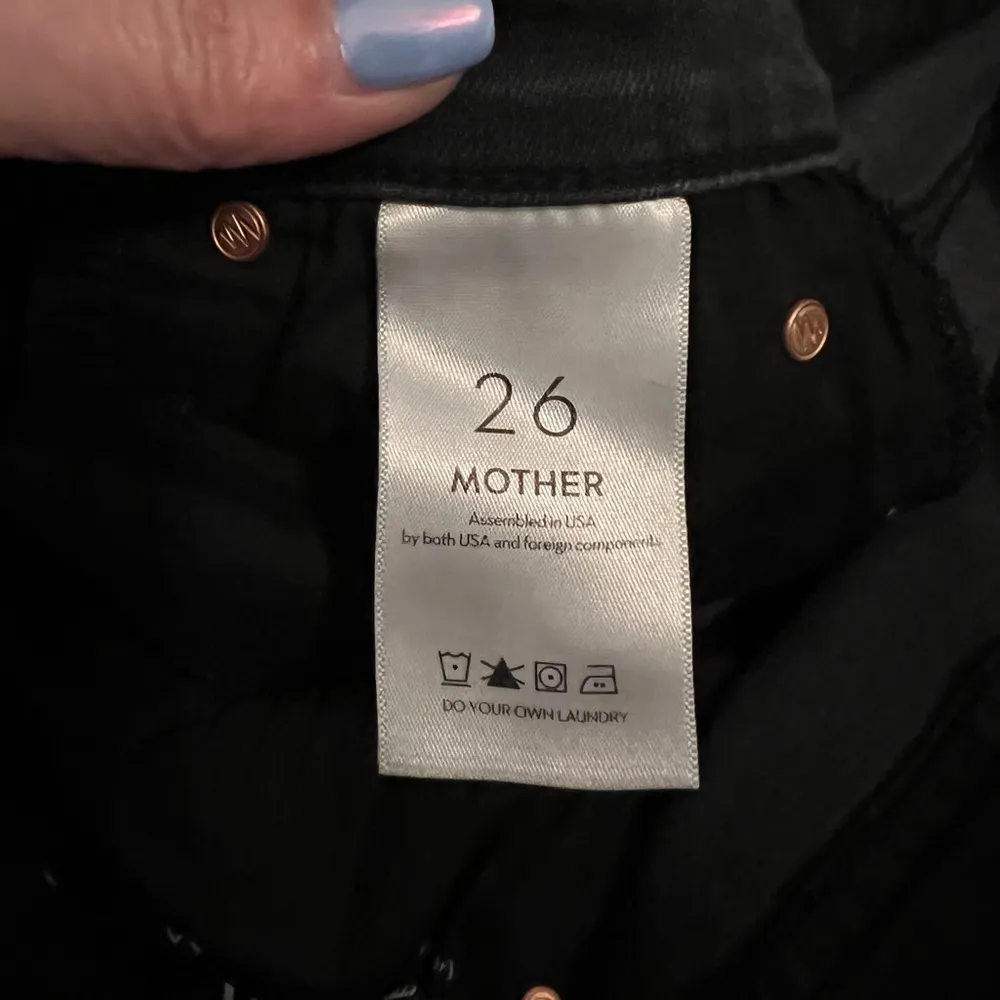 26
MOTHER
Assembled in USA
by both USA and foreign components
DO YOUR OWN LAUNDRY